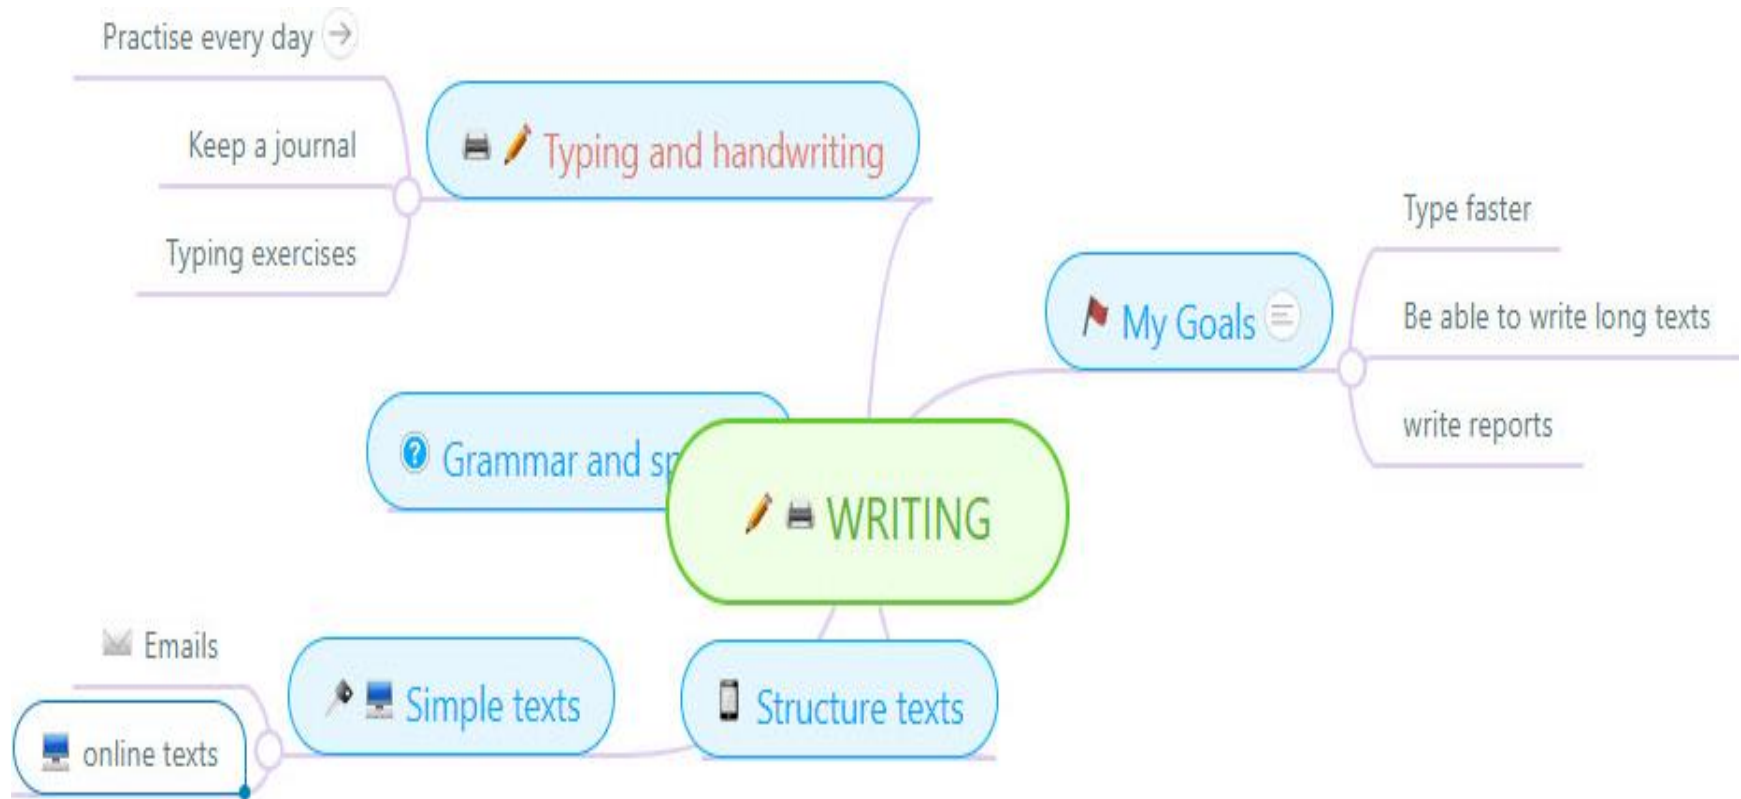 Practise every day
Keep a journal
Typing exercises
Typing and handwriting
My Goals
Type faster
Be able to write long texts
write reports
Grammar and sp
WRITING
Emails
online texts
Simple texts
Structure texts